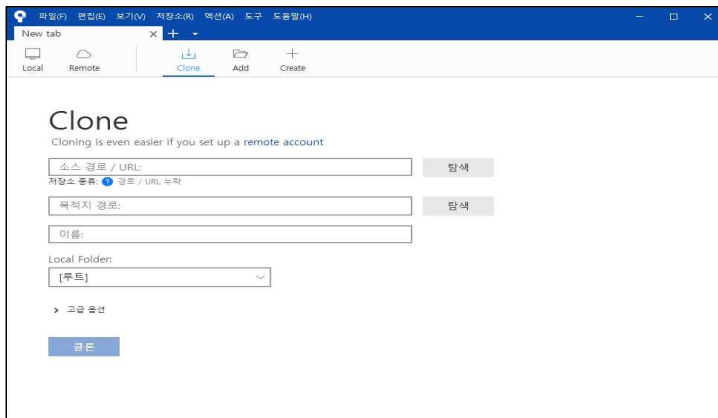 파일(F) 편집(E) 보기(V) 저장소(R) 액션(A) 도구 도움말(H)
New tab
Local Remote Clone Add Create
Clone
Cloning is even easier if you set up a remote account
소스 경로 / URL: 탐색
저장소 종류: ? 경로 / URL 누락
목적지 경로: 탐색
이름:
Local Folder:
[루트]
고급 옵션
클론